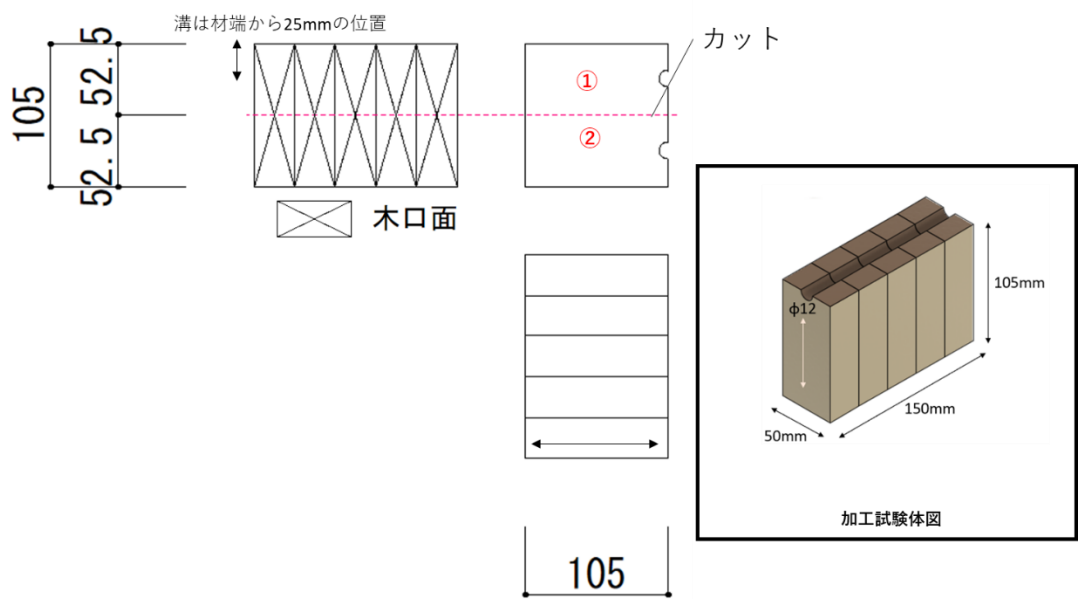 溝は材端から25mmの位置
カット
105
52.5
52.5
①
②
木口面
φ12
105mm
150mm
50mm
加工試験体図
105